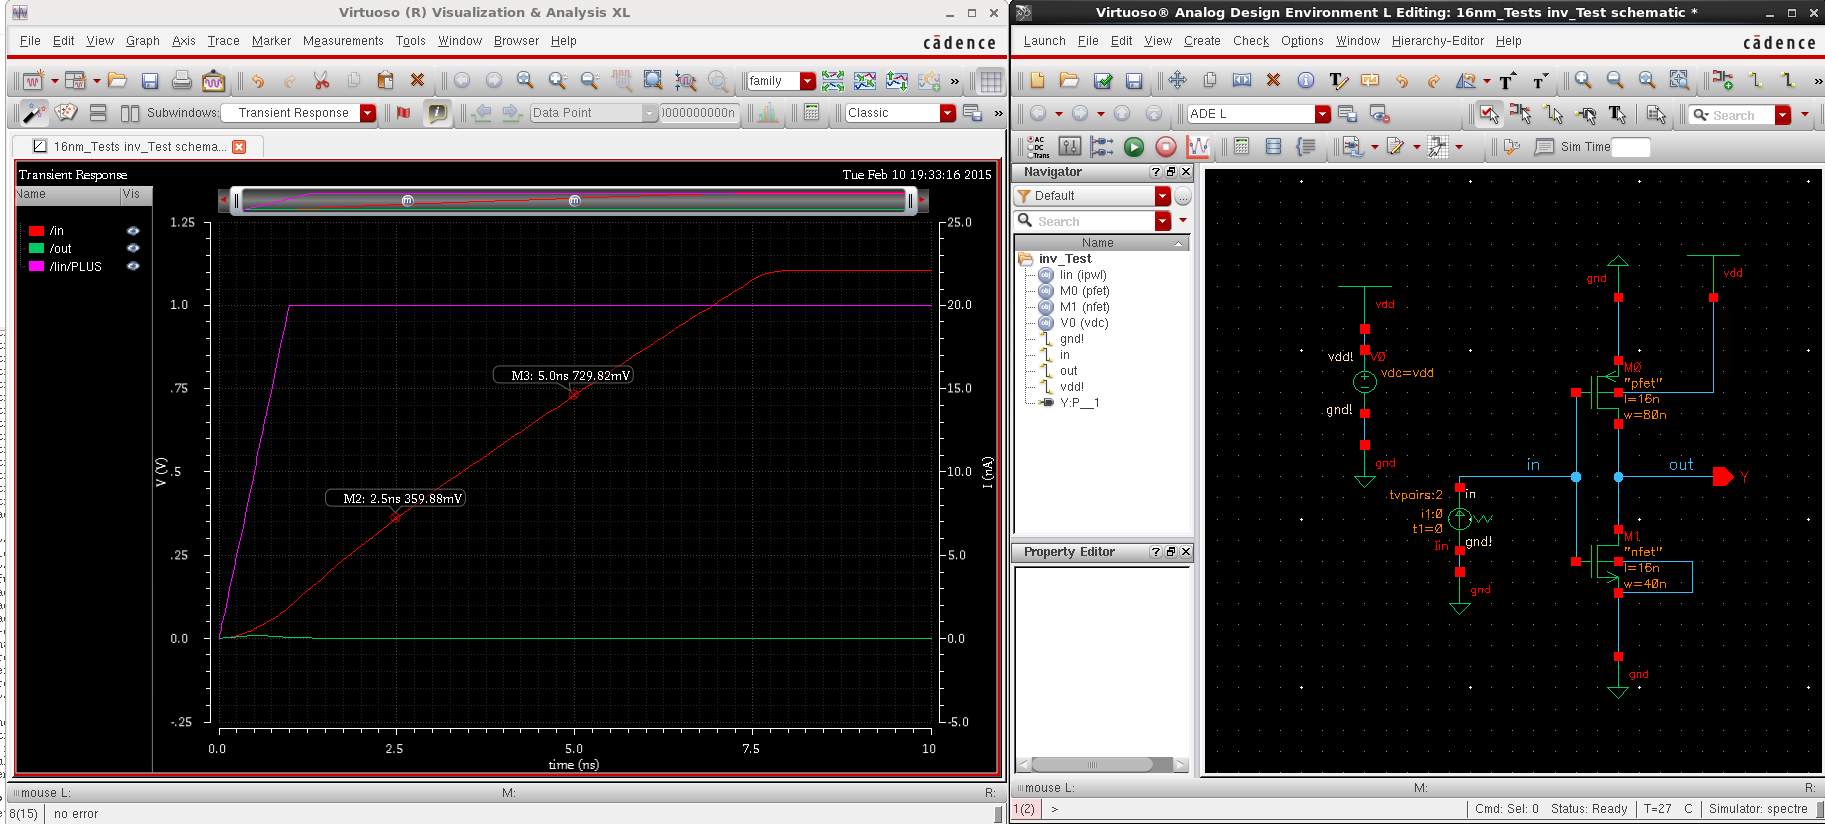 Virtuoso (R) Visualization & Analysis XL
File Edit View Graph Axis Trace Marker Measurements Tools Window Browser Help
cādence
family
Subwindows: Transient Response
Data Point
000000000n
Classic
16nm_Tests inv_Test schema...
Transient Response
Tue Feb 10 19:33:16 2015
Name Vis
/in
/out
/Iin/PLUS
1.25
1.0
.75
.5
.25
0.0
-.25
V (V)
M3: 5.0ns 729.82mV
M2: 2.5ns 359.88mV
25.0
20.0
15.0
10.0
5.0
0.0
-5.0
I (nA)
0.0 2.5 5.0 7.5 10
time (ns)
mouse L: M: R:
8(15) no error
Virtuoso® Analog Design Environment L Editing: 16nm_Tests inv_Test schematic *
Launch File Edit View Create Check Options Window Hierarchy-Editor Help
cādence
ADE L
Search
AC
DC
Trans
Sim Time
Navigator
Default
Search
Name
inv_Test
Iin (ipwl)
M0 (pfet)
M1 (nfet)
V0 (vdc)
gnd!
in
out
vdd!
Y:P__1
Property Editor
vdd
vdd!
V0
vdc=vdd
gnd!
gnd
tvpairs:2
in
i1:0
t1=0
gnd!
Iin
gnd
in
gnd
vdd
M0
"pfet"
l=16n
w=80n
out
Y
M1
"nfet"
l=16n
w=40n
gnd
mouse L: M: R:
1(2) > Cmd: Sel: 0 Status: Ready T=27 C Simulator: spectre